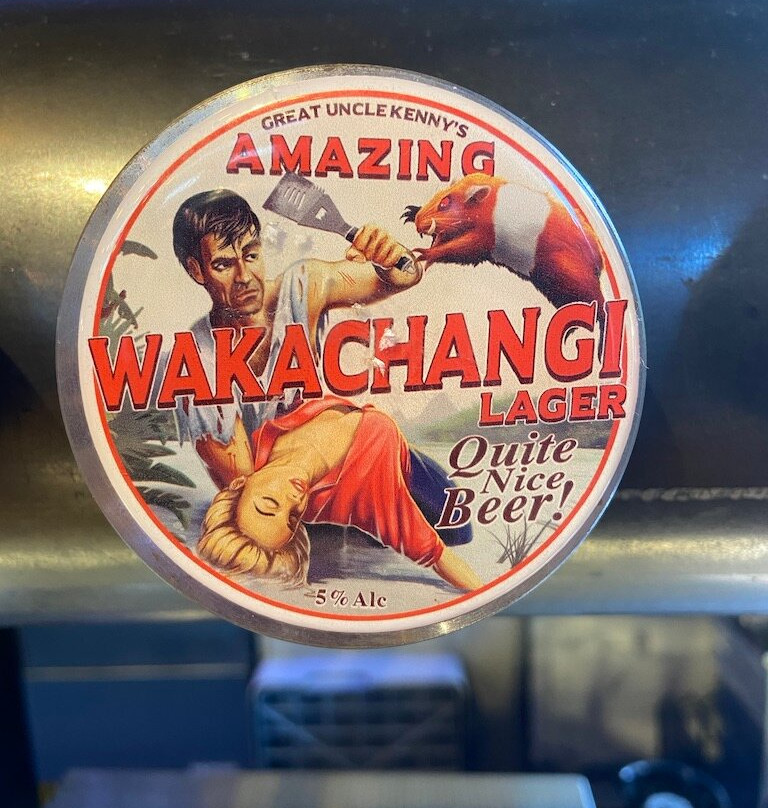 GREAT UNCLE KENNY'S
AMAZING
WAKACHANGI
LAGER
Quite
Nice
Beer!
5% Alc